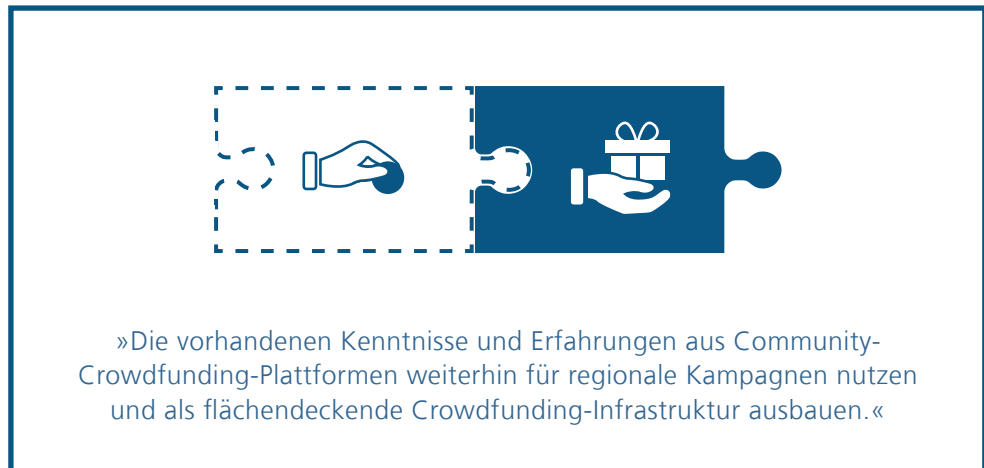 »Die vorhandenen Kenntnisse und Erfahrungen aus Community-
Crowdfunding-Plattformen weiterhin für regionale Kampagnen nutzen
und als flächendeckende Crowdfunding-Infrastruktur ausbauen.«